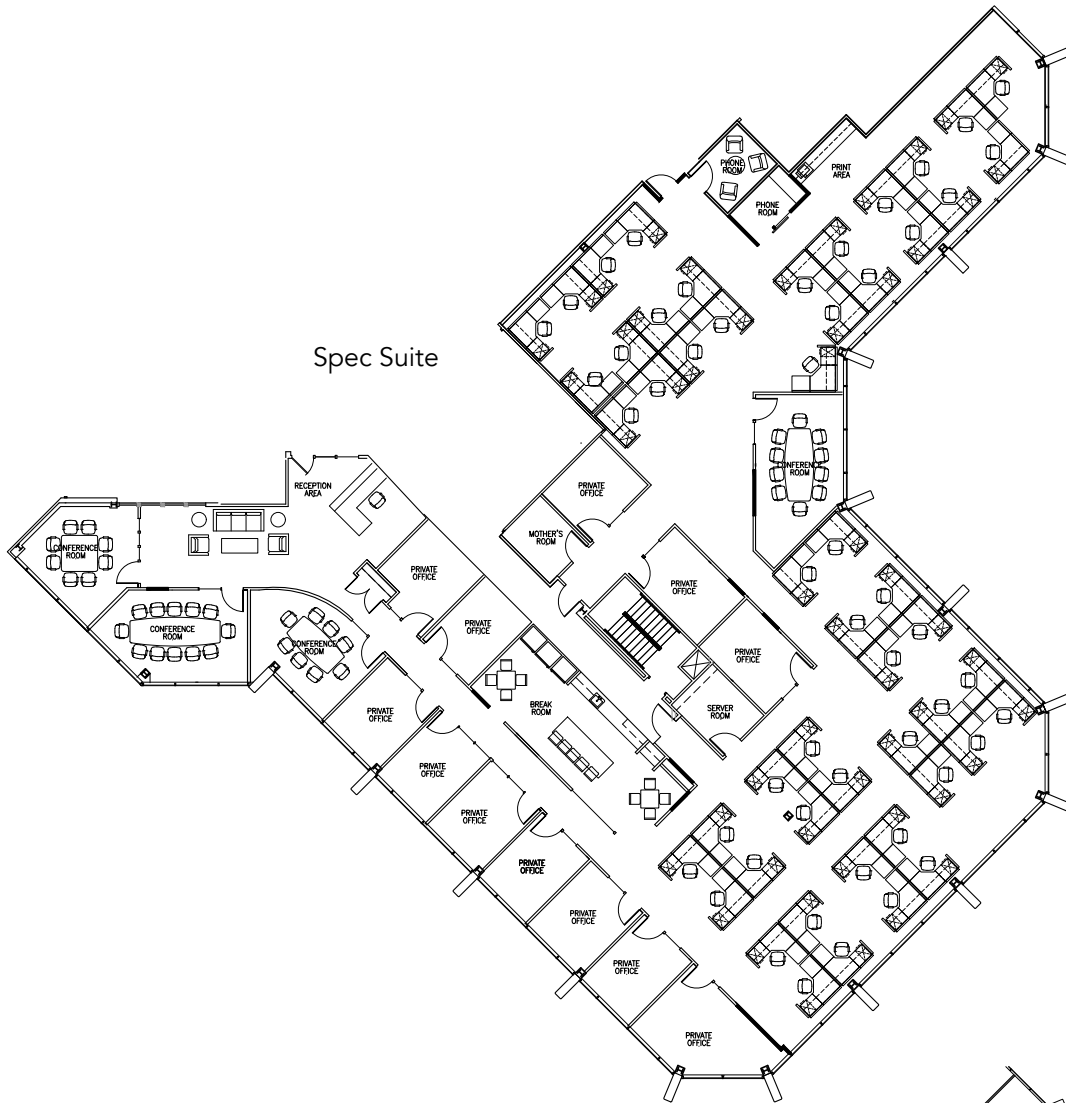 PHONE
ROOM
PRINT
AREA
PHONE
ROOM
Spec Suite
CONFERENCE
ROOM
RECEPTION
AREA
PRIVATE
OFFICE
MOTHER'S
ROOM
CONFERENCE
ROOM
PRIVATE
OFFICE
PRIVATE
OFFICE
PRIVATE
OFFICE
CONFERENCE
ROOM
CONFERENCE
ROOM
PRIVATE
OFFICE
PRIVATE
OFFICE
BREAK
ROOM
SERVER
ROOM
PRIVATE
OFFICE
PRIVATE
OFFICE
PRIVATE
OFFICE
PRIVATE
OFFICE
PRIVATE
OFFICE
PRIVATE
OFFICE
PRIVATE
OFFICE